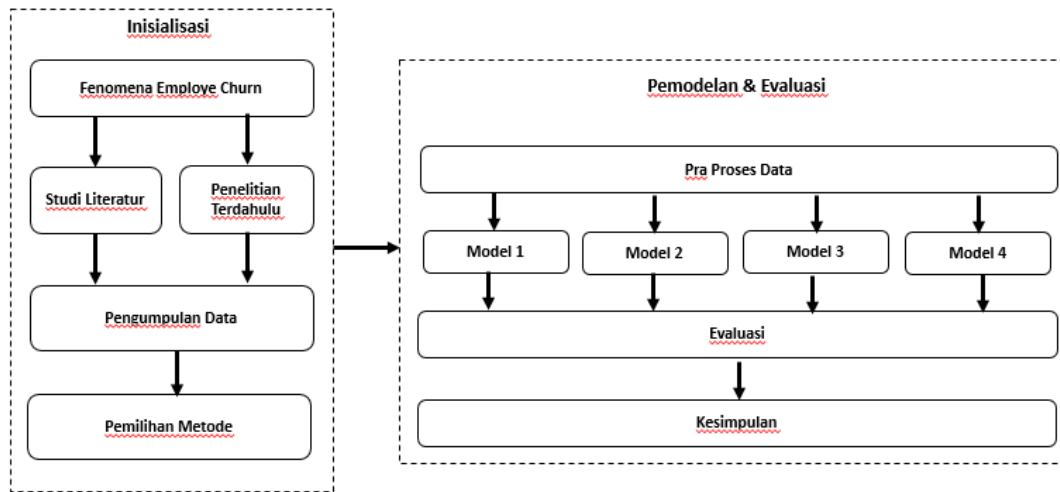 Inisialisasi
Fenomena Employe Churn
Studi Literatur
Penelitian
Terdahulu
Pengumpulan Data
Pemilihan Metode
Pemodelan & Evaluasi
Pra Proses Data
Model 1
Model 2
Model 3
Model 4
Evaluasi
Kesimpulan